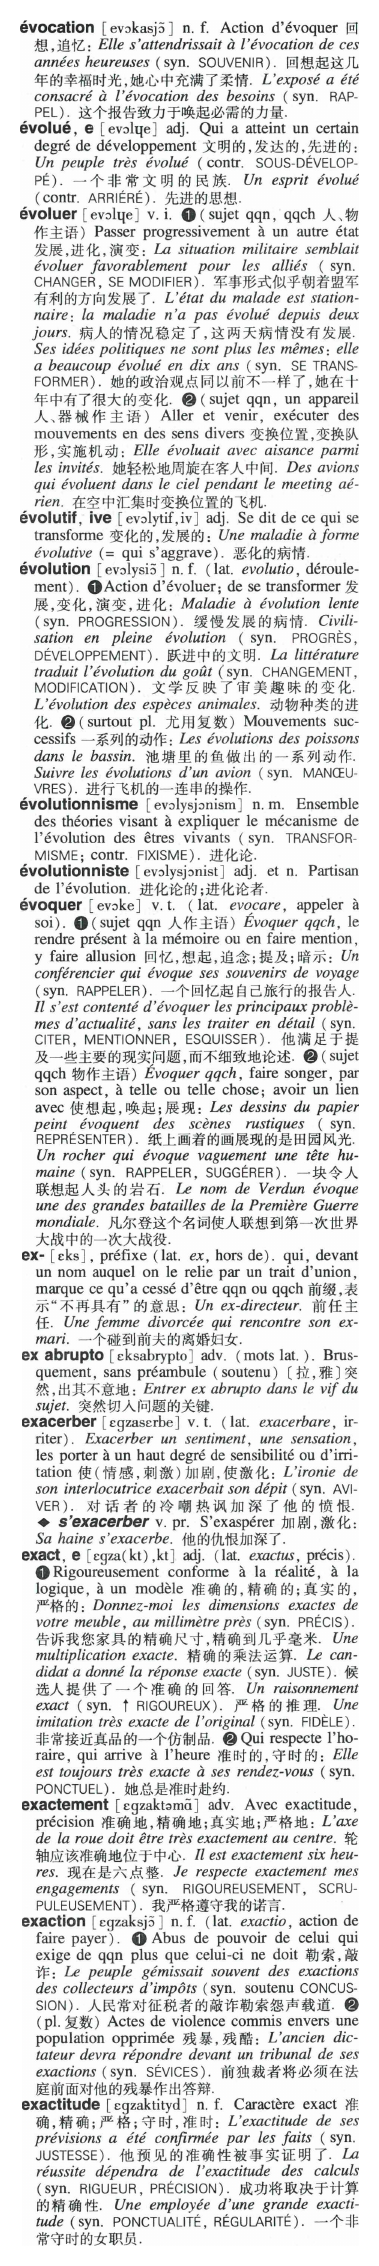 évocation [evɔkasjɔ̃] n. f. Action d'évoquer 回
想,追忆: Elle s'attendrissait à l'évocation de ces
années heureuses (syn. SOUVENIR). 回想起这几
年的幸福时光,她心中充满了柔情. L'exposé a été
consacré à l'évocation des besoins (syn. RAP-
PEL). 这个报告致力于唤起必需的力量.
évolué, e [evɔlɥe] adj. Qui a atteint un certain
degré de développement 文明的,发达的,先进的:
Un peuple très évolué (contr. SOUS-DÉVELOP-
PÉ). 一个非常文明的民族. Un esprit évolué
(contr. ARRIÉRÉ). 先进的思想.
évoluer [evɔlɥe] v. i. ❶ (sujet qqn, qqch 人、物
作主语) Passer progressivement à un autre état
发展,进化,演变: La situation militaire semblait
évoluer favorablement pour les alliés (syn.
CHANGER, SE MODIFIER). 军事形式似乎朝着盟军
有利的方向发展了. L'état du malade est station-
naire: la maladie n'a pas évolué depuis deux
jours. 病人的情况稳定了,这两天病情没有发展.
Ses idées politiques ne sont plus les mêmes: elle
a beaucoup évolué en dix ans (syn. SE TRANS-
FORMER). 她的政治观点同以前不一样了,她在十
年中有了很大的变化. ❷ (sujet qqn, un appareil
人、器械作主语) Aller et venir, exécuter des
mouvements en des sens divers 变换位置,变换队
形,实施机动: Elle évoluait avec aisance parmi
les invités. 她轻松地周旋在客人中间. Des avions
qui évoluent dans le ciel pendant le meeting aé-
rien. 在空中汇集时变换位置的飞机.
évolutif, ive [evɔlytif,iv] adj. Se dit de ce qui se
transforme 变化的,发展的: Une maladie à forme
évolutive (= qui s'aggrave). 恶化的病情.
évolution [evɔlysjɔ̃] n. f. (lat. evolutio, déroule-
ment). ❶ Action d'évoluer; de se transformer 发
展,变化,演变,进化: Maladie à évolution lente
(syn. PROGRESSION). 缓慢发展的病情. Civili-
sation en pleine évolution (syn. PROGRÈS,
DÉVELOPPEMENT). 跃进中的文明. La littérature
traduit l'évolution du goût (syn. CHANGEMENT,
MODIFICATION). 文学反映了审美趣味的变化.
L'évolution des espèces animales. 动物种类的进
化. ❷ (surtout pl. 尤用复数) Mouvements suc-
cessifs 一系列的动作: Les évolutions des poissons
dans le bassin. 池塘里的鱼做出的一系列动作.
Suivre les évolutions d'un avion (syn. MANŒU-
VRES). 进行飞机的一连串的操作.
évolutionnisme [evɔlysjɔnism] n. m. Ensemble
des théories visant à expliquer le mécanisme de
l'évolution des êtres vivants (syn. TRANSFOR-
MISME; contr. FIXISME). 进化论.
évolutionniste [evɔlysjɔnist] adj. et n. Partisan
de l'évolution. 进化论的;进化论者.
évoquer [evɔke] v. t. (lat. evocare, appeler à
soi). ❶ (sujet qqn 人作主语) Évoquer qqch, le
rendre présent à la mémoire ou en faire mention,
y faire allusion 回忆,想起,追念;提及;暗示: Un
conférencier qui évoque ses souvenirs de voyage
(syn. RAPPELER). 一个回忆起自己旅行的报告人.
Il s'est contenté d'évoquer les principaux problè-
mes d'actualité, sans les traiter en détail (syn.
CITER, MENTIONNER, ESQUISSER). 他满足于提
及一些主要的现实问题,而不细致地论述. ❷ (sujet
qqch 物作主语) Évoquer qqch, faire songer, par
son aspect, à telle ou telle chose; avoir un lien
avec 使想起,唤起;展现: Les dessins du papier
peint évoquent des scènes rustiques (syn.
REPRÉSENTER). 纸上画着的画展现的是田园风光.
Un rocher qui évoque vaguement une tête hu-
maine (syn. RAPPELER, SUGGÉRER). 一块令人
联想起人头的岩石. Le nom de Verdun évoque
une des grandes batailles de la Première Guerre
mondiale. 凡尔登这个名词使人联想到第一次世界
大战中的一次大战役.
ex- [ɛks], préfixe (lat. ex, hors de). qui, devant
un nom auquel on le relie par un trait d'union,
marque ce qu'a cessé d'être qqn ou qqch 前缀,表
示“不再具有”的意思: Un ex-directeur. 前任主
任. Une femme divorcée qui rencontre son ex-
mari. 一个碰到前夫的离婚妇女.
ex abrupto [ɛksabrypto] adv. (mots lat.). Brus-
quement, sans préambule (soutenu) [拉,雅] 突
然,出其不意地: Entrer ex abrupto dans le vif du
sujet. 突然切入问题的关键.
exacerber [ɛgzasɛrbe] v. t. (lat. exacerbare, ir-
riter). Exacerber un sentiment, une sensation,
les porter à un haut degré de sensibilité ou d'irri-
tation 使(情感,刺激)加剧,使激化: L'ironie de
son interlocutrice exacerbait son dépit (syn. AVI-
VER). 对话者的冷嘲热讽加深了他的愤恨.
◆ s'exacerber v. pr. S'exaspérer 加剧,激化:
Sa haine s'exacerbe. 他的仇恨加深了.
exact, e [ɛgza(kt),kt] adj. (lat. exactus, précis).
❶ Rigoureusement conforme à la réalité, à la
logique, à un modèle 准确的,精确的;真实的,
严格的: Donnez-moi les dimensions exactes de
votre meuble, au millimètre près (syn. PRÉCIS).
告诉我您家具的精确尺寸,精确到几乎毫米. Une
multiplication exacte. 精确的乘法运算. Le can-
didat a donné la réponse exacte (syn. JUSTE). 候
选人提供了一个准确的回答. Un raisonnement
exact (syn. ↑ RIGOUREUX). 严格的推理. Une
imitation très exacte de l'original (syn. FIDÈLE).
非常接近真品的一个仿制品. ❷ Qui respecte l'ho-
raire, qui arrive à l'heure 准时的,守时的: Elle
est toujours très exacte à ses rendez-vous (syn.
PONCTUEL). 她总是准时赴约.
exactement [ɛgzaktəmɑ̃] adv. Avec exactitude,
précision 准确地,精确地;真实地;严格地: L'axe
de la roue doit être très exactement au centre. 轮
轴应该准确地位于中心. Il est exactement six heu-
res. 现在是六点整. Je respecte exactement mes
engagements (syn. RIGOUREUSEMENT, SCRU-
PULEUSEMENT). 我严格遵守我的诺言.
exaction [ɛgzaksjɔ̃] n. f. (lat. exactio, action de
faire payer). ❶ Abus de pouvoir de celui qui
exige de qqn plus que celui-ci ne doit 勒索,敲
诈: Le peuple gémissait souvent des exactions
des collecteurs d'impôts (syn. soutenu CONCUS-
SION). 人民常对征税者的敲诈勒索怨声载道. ❷
(pl. 复数) Actes de violence commis envers une
population opprimée 残暴,残酷: L'ancien dic-
tateur devra répondre devant un tribunal de ses
exactions (syn. SÉVICES). 前独裁者将必须在法
庭前面对他的残暴作出答辩.
exactitude [ɛgzaktityd] n. f. Caractère exact 准
确,精确;严格;守时,准时: L'exactitude de ses
prévisions a été confirmée par les faits (syn.
JUSTESSE). 他预见的准确性被事实证明了. La
réussite dépendra de l'exactitude des calculs
(syn. RIGUEUR, PRÉCISION). 成功将取决于计算
的精确性. Une employée d'une grande exacti-
tude (syn. PONCTUALITÉ, RÉGULARITÉ). 一个非
常守时的女职员.